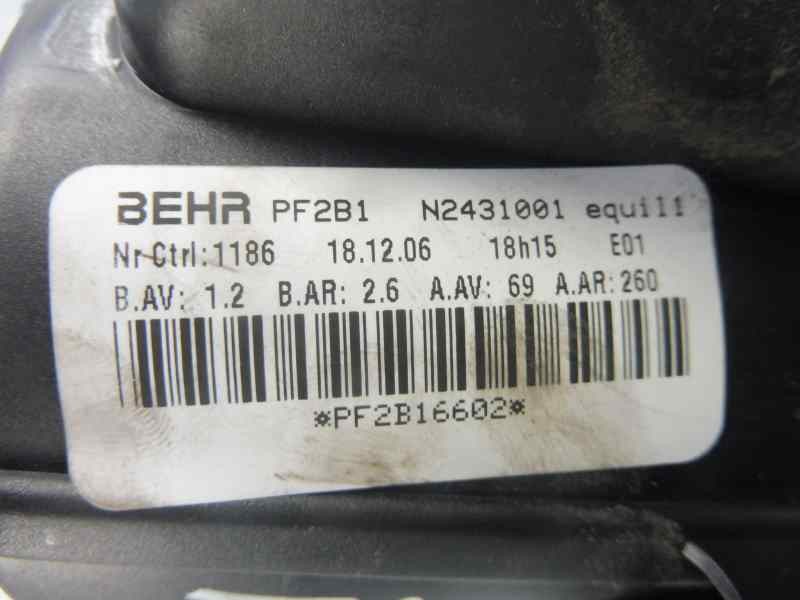 BEHR PF2B1 N2431001 equili
Nr Ctrl:1186 18.12.06 18h15 E01
B.AV: 1.2 B.AR: 2.6 A.AV: 69 A.AR:260
*PF2B16602*